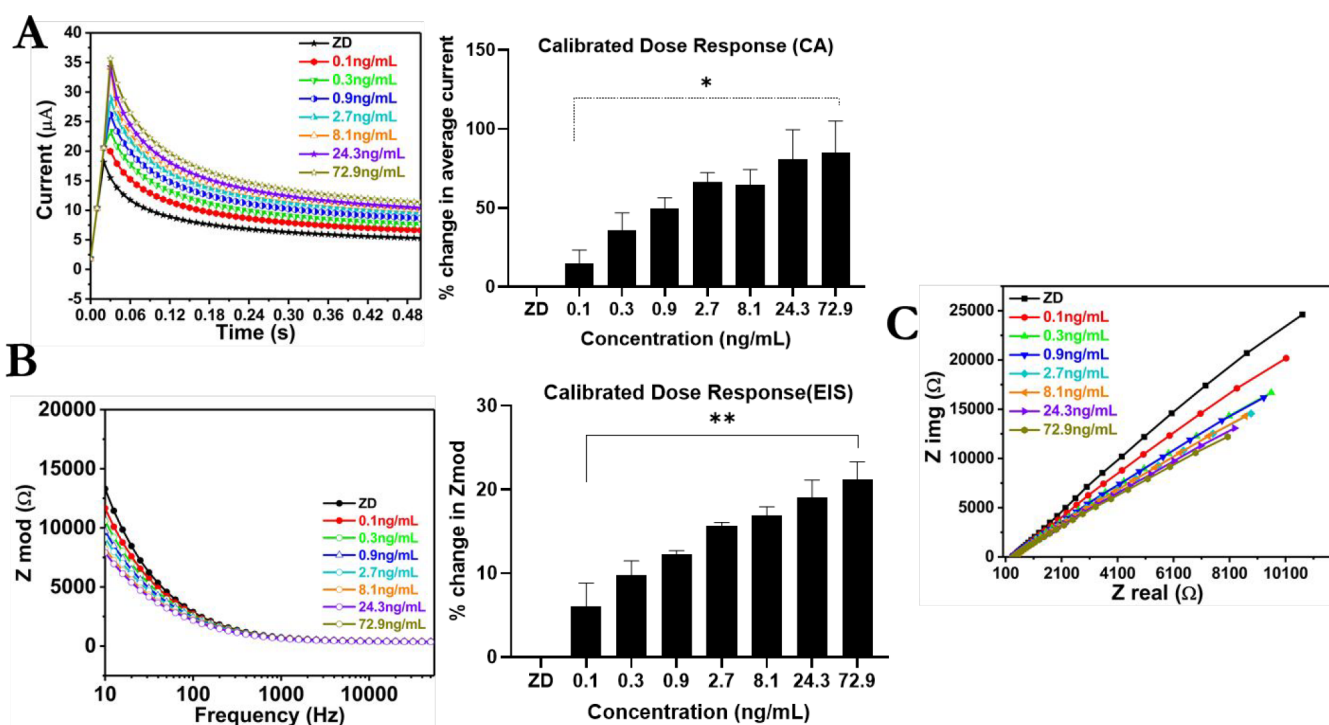 A
40
35
30
25
20
15
10
5
0
-5
Current (μA)
0.00 0.06 0.12 0.18 0.24 0.30 0.36 0.42 0.48
Time (s)
ZD
0.1ng/mL
0.3ng/mL
0.9ng/mL
2.7ng/mL
8.1ng/mL
24.3ng/mL
72.9ng/mL
Calibrated Dose Response (CA)
% change in average current
150
100
50
0
*
ZD 0.1 0.3 0.9 2.7 8.1 24.3 72.9
Concentration (ng/mL)
B
20000
15000
10000
5000
0
Z mod (Ω)
10 100 1000 10000
Frequency (Hz)
ZD
0.1ng/mL
0.3ng/mL
0.9ng/mL
2.7ng/mL
8.1ng/mL
24.3ng/mL
72.9ng/mL
Calibrated Dose Response(EIS)
% change in Zmod
30
20
10
0
**
ZD 0.1 0.3 0.9 2.7 8.1 24.3 72.9
Concentration (ng/mL)
C
25000
20000
15000
10000
5000
0
Z img (Ω)
100 2100 4100 6100 8100 10100
Z real (Ω)
ZD
0.1ng/mL
0.3ng/mL
0.9ng/mL
2.7ng/mL
8.1ng/mL
24.3ng/mL
72.9ng/mL